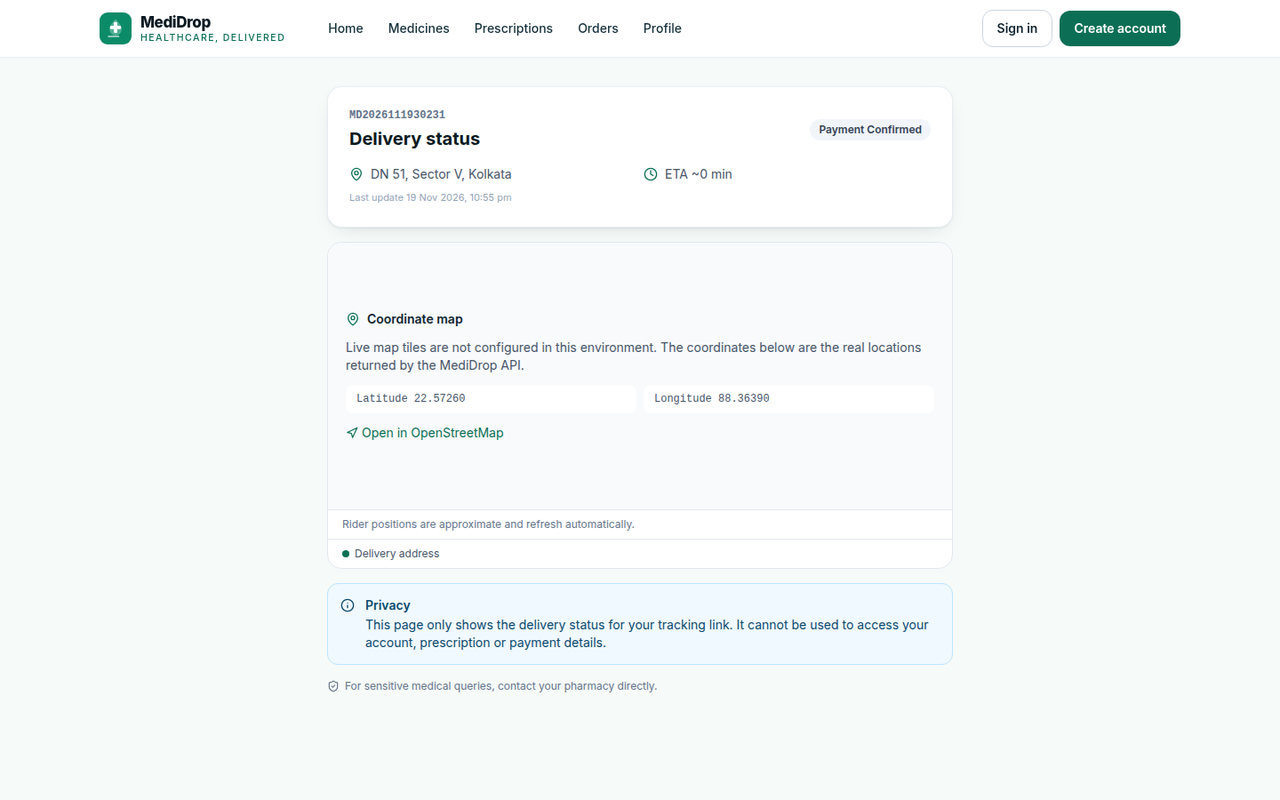 MediDrop
HEALTHCARE, DELIVERED
Home
Medicines
Prescriptions
Orders
Profile
Sign in
Create account
MD2026111930231
Delivery status
Payment Confirmed
DN 51, Sector V, Kolkata
ETA ~0 min
Last update 19 Nov 2026, 10:55 pm
Coordinate map
Live map tiles are not configured in this environment. The coordinates below are the real locations
returned by the MediDrop API.
Latitude 22.57260
Longitude 88.36390
Open in OpenStreetMap
Rider positions are approximate and refresh automatically.
Delivery address
Privacy
This page only shows the delivery status for your tracking link. It cannot be used to access your
account, prescription or payment details.
For sensitive medical queries, contact your pharmacy directly.